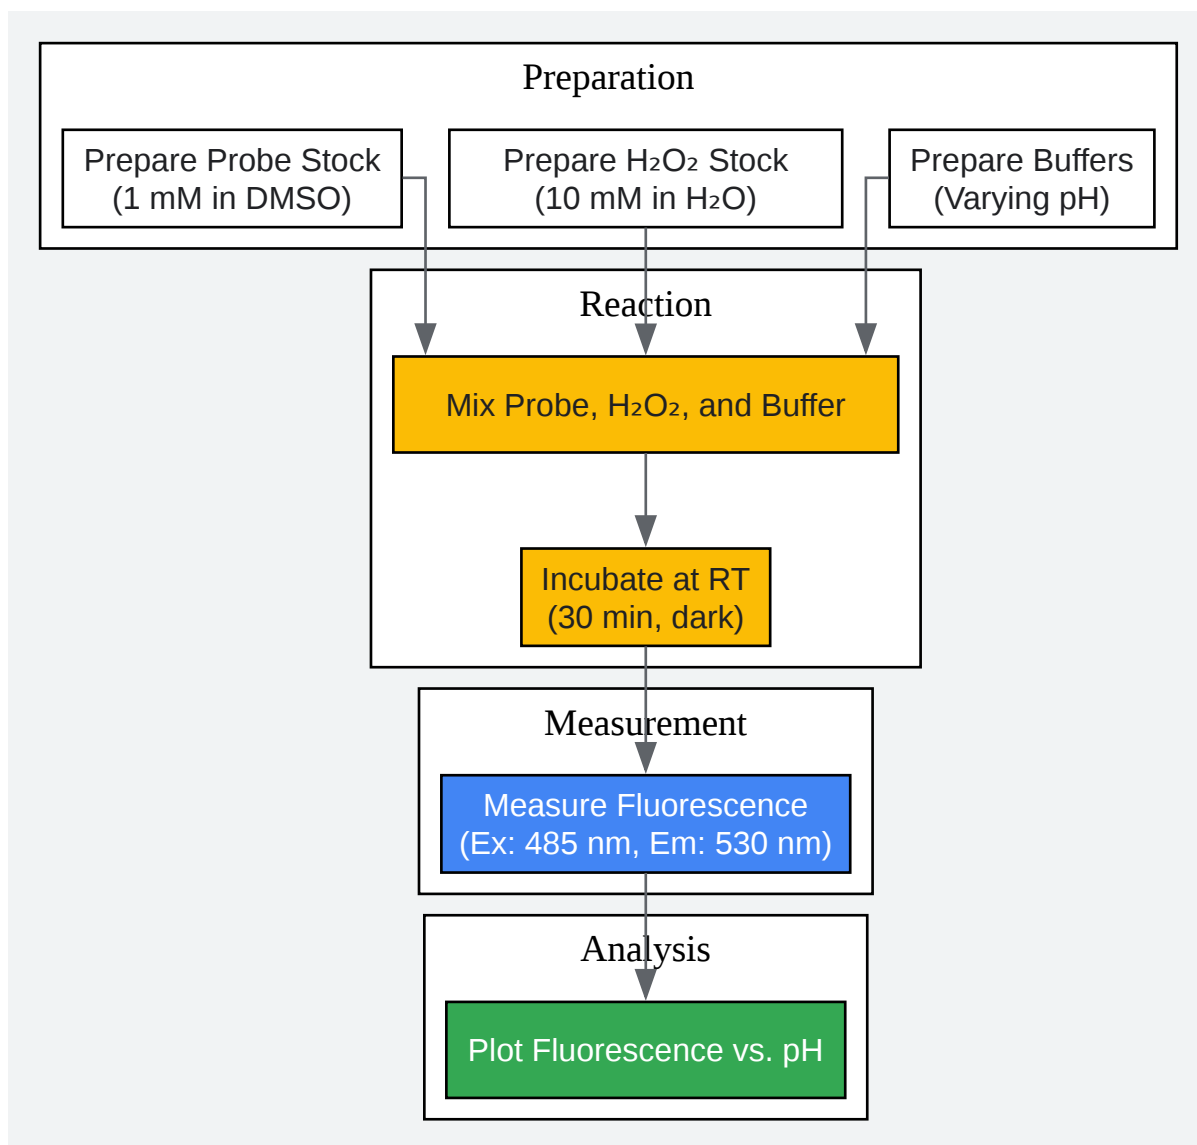 Preparation
Prepare Probe Stock
(1 mM in DMSO)
Prepare H₂O₂ Stock
(10 mM in H₂O)
Prepare Buffers
(Varying pH)
Reaction
Mix Probe, H₂O₂, and Buffer
Incubate at RT
(30 min, dark)
Measurement
Measure Fluorescence
(Ex: 485 nm, Em: 530 nm)
Analysis
Plot Fluorescence vs. pH